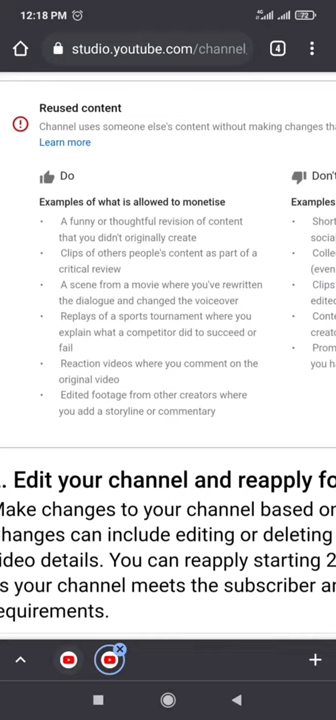 12:18 PM
4G
72
studio.youtube.com/channel
4
Reused content
Channel uses someone else's content without making changes tha
Learn more
Do
Don'
Examples of what is allowed to monetise
Examples
• A funny or thoughtful revision of content
that you didn't originally create
• Clips of others people's content as part of a
critical review
• A scene from a movie where you've rewritten
the dialogue and changed the voiceover
• Replays of a sports tournament where you
explain what a competitor did to succeed or
fail
• Reaction videos where you comment on the
original video
• Edited footage from other creators where
you add a storyline or commentary
• Short
social
• Colle
(even
• Clips
edited
• Conte
creato
• Prom
you h
. Edit your channel and reapply fo
Make changes to your channel based on
changes can include editing or deleting
ideo details. You can reapply starting 2
s your channel meets the subscriber a
equirements.